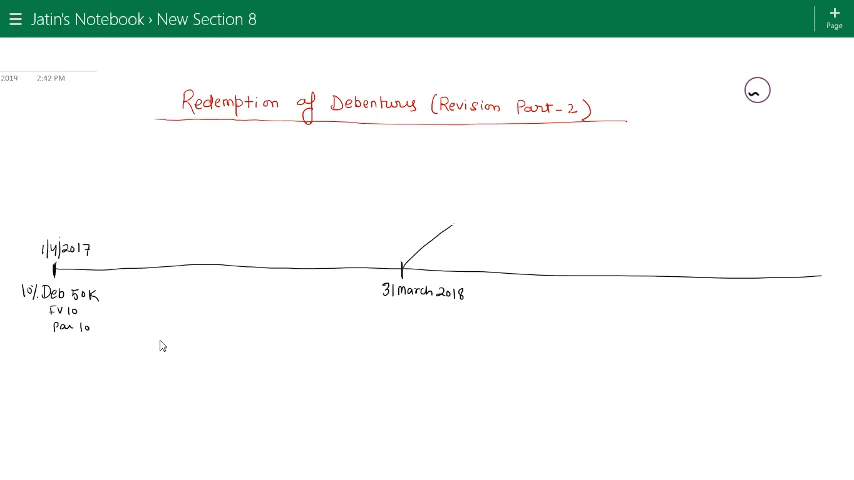 Jatin's Notebook › New Section 8
Page
2019 2:42 PM
Redemption of Debentures (Revision Part-2)
1/4/2017
10% Deb 50K
FV 10
Par 10
31 March 2018